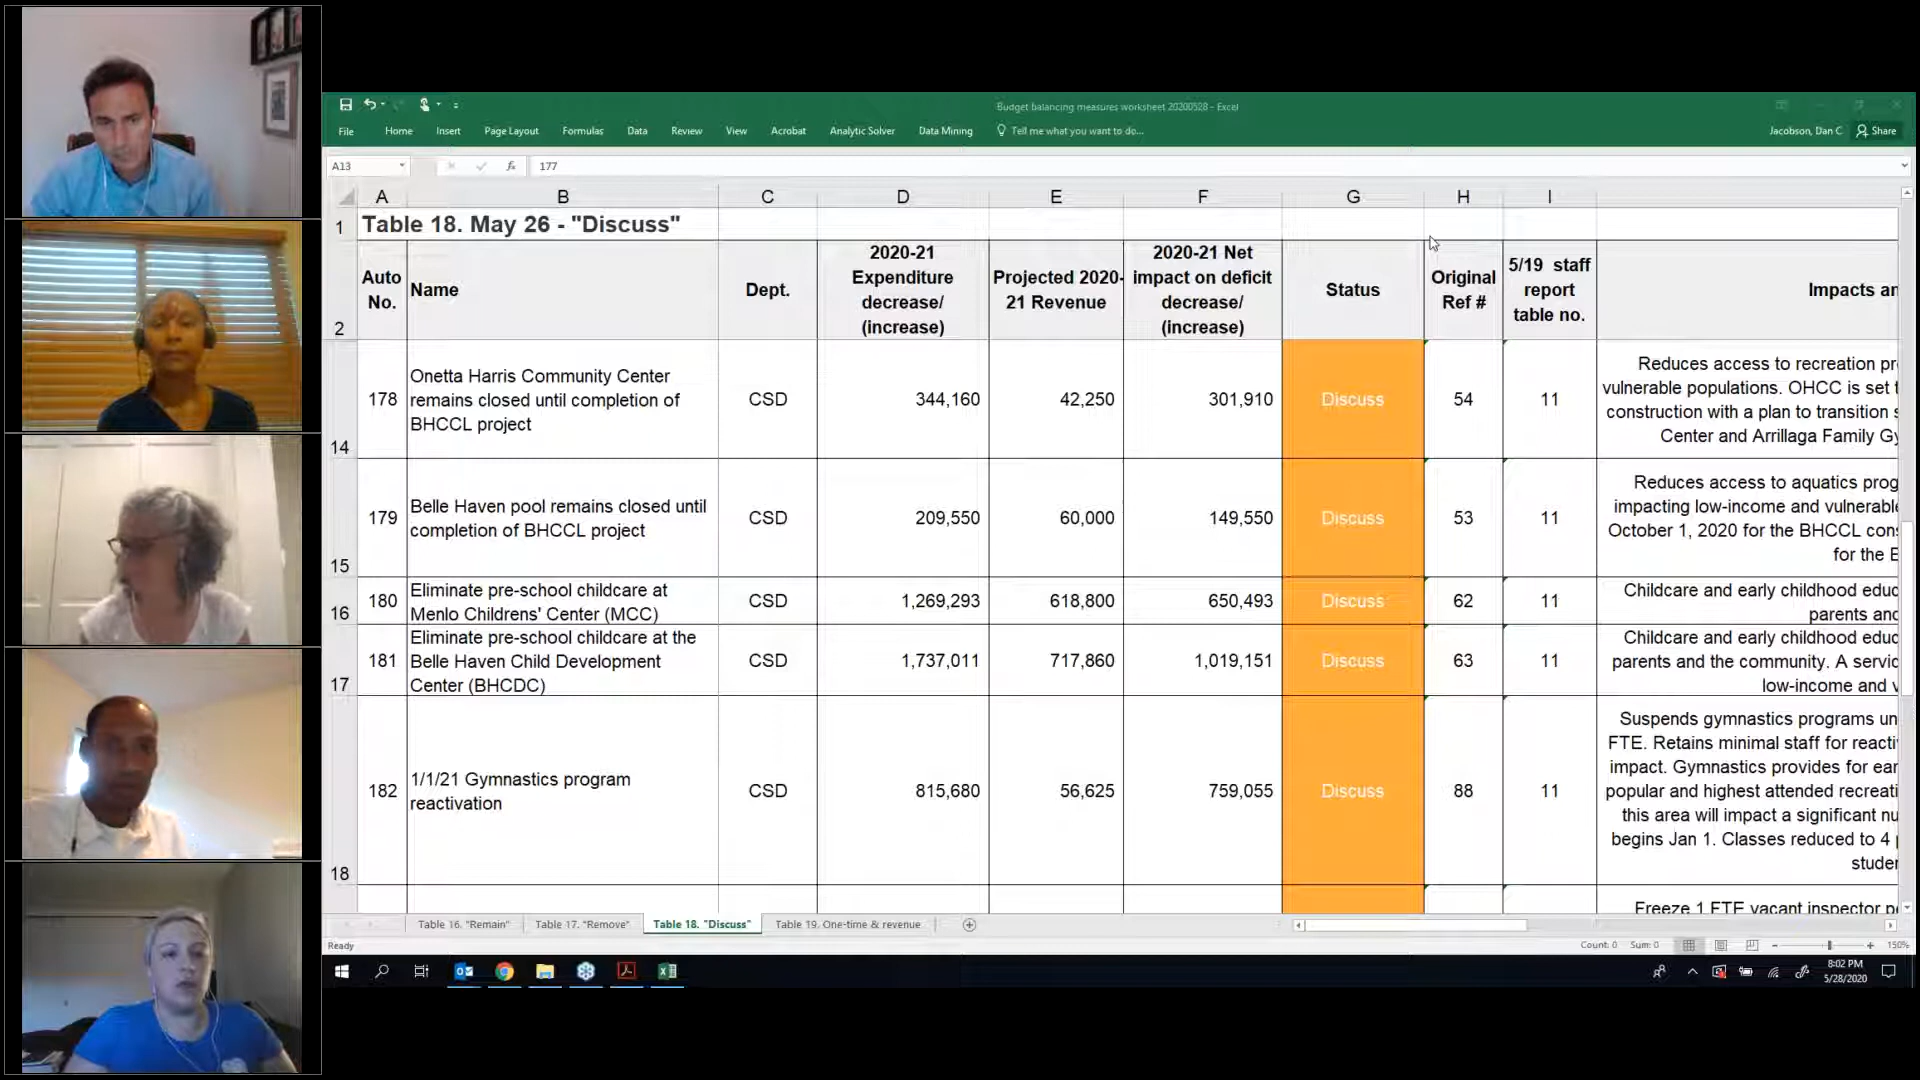 Budget balancing measures worksheet 20200528 - Excel
File Home Insert Page Layout Formulas Data Review View Acrobat Analytic Solver Data Mining Tell me what you want to do... Jacobson, Dan C Share
A13 fx 177
A B C D E F G H I
1 Table 18. May 26 - "Discuss"
2
Auto No.
Name
Dept.
2020-21
Expenditure
decrease/
(increase)
Projected 2020-
21 Revenue
2020-21 Net
impact on deficit
decrease/
(increase)
Status
Original
Ref #
5/19 staff
report
table no.
Impacts an
14
178
Onetta Harris Community Center
remains closed until completion of
BHCCL project
CSD 344,160 42,250 301,910 Discuss 54 11
Reduces access to recreation pr
vulnerable populations. OHCC is set t
construction with a plan to transition s
Center and Arrillaga Family Gy
15
179
Belle Haven pool remains closed until
completion of BHCCL project
CSD 209,550 60,000 149,550 Discuss 53 11
Reduces access to aquatics prog
impacting low-income and vulnerable
October 1, 2020 for the BHCCL cons
for the B
16
180
Eliminate pre-school childcare at
Menlo Childrens' Center (MCC)
CSD 1,269,293 618,800 650,493 Discuss 62 11
Childcare and early childhood educ
parents and
17
181
Eliminate pre-school childcare at the
Belle Haven Child Development
Center (BHCDC)
CSD 1,737,011 717,860 1,019,151 Discuss 63 11
Childcare and early childhood educ
parents and the community. A servic
low-income and v
18
182
1/1/21 Gymnastics program
reactivation
CSD 815,680 56,625 759,055 Discuss 88 11
Suspends gymnastics programs un
FTE. Retains minimal staff for reacti
impact. Gymnastics provides for ear
popular and highest attended recreati
this area will impact a significant nu
begins Jan 1. Classes reduced to 4 p
studen
Freeze 1 FTE vacant inspector po
Table 16. "Remain" Table 17. "Remove" Table 18. "Discuss" Table 19. One-time & revenue
Ready Count: 0 Sum: 0 150%
8:02 PM
5/28/2020